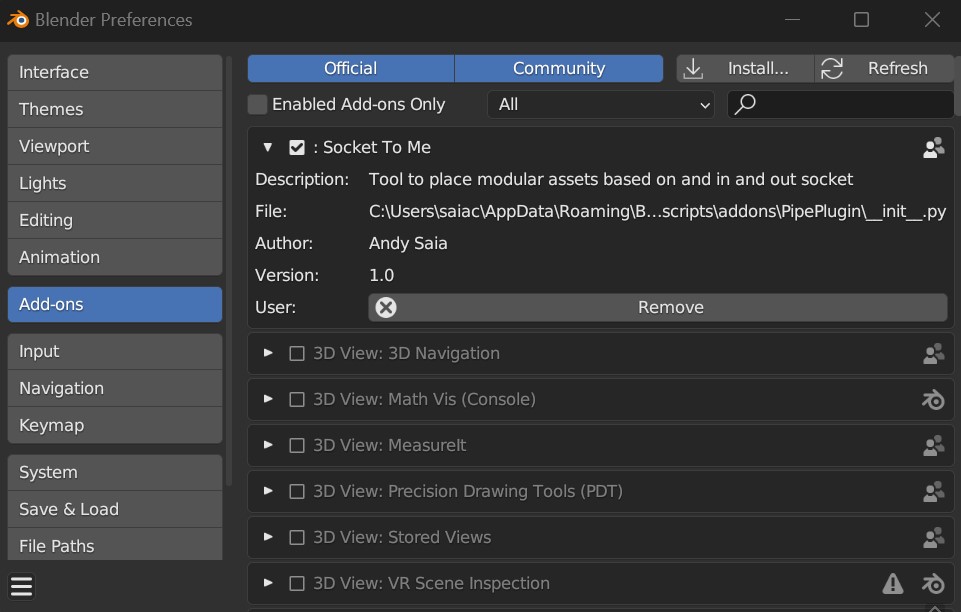 Blender Preferences
Interface
Themes
Viewport
Lights
Editing
Animation
Add-ons
Input
Navigation
Keymap
System
Save & Load
File Paths
Official Community Install... Refresh
Enabled Add-ons Only All
: Socket To Me
Description: Tool to place modular assets based on and in and out socket
File: C:\Users\saiac\AppData\Roaming\B...scripts\addons\PipePlugin\__init__.py
Author: Andy Saia
Version: 1.0
User: Remove
3D View: 3D Navigation
3D View: Math Vis (Console)
3D View: MeasureIt
3D View: Precision Drawing Tools (PDT)
3D View: Stored Views
3D View: VR Scene Inspection